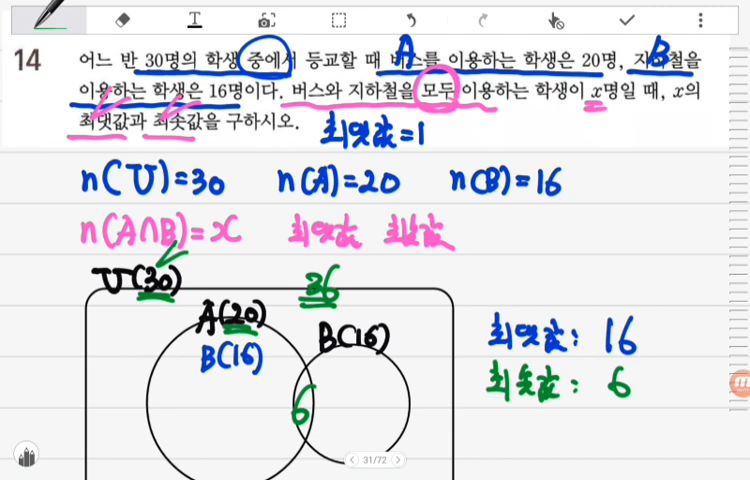 14 어느 반 30명의 학생 중에서 등교할 때 버스를 이용하는 학생은 20명, 지하철을
A
B
이용하는 학생은 16명이다. 버스와 지하철을 모두 이용하는 학생이 x명일 때, x의
최댓값과 최솟값을 구하시오.
최댓값=1
n(U)=30 n(A)=20 n(B)=16
n(A∩B)=x 최댓값 최솟값
U(30)
36
A(20)
B(16)
B(16)
6
최댓값: 16
최솟값: 6
31/72